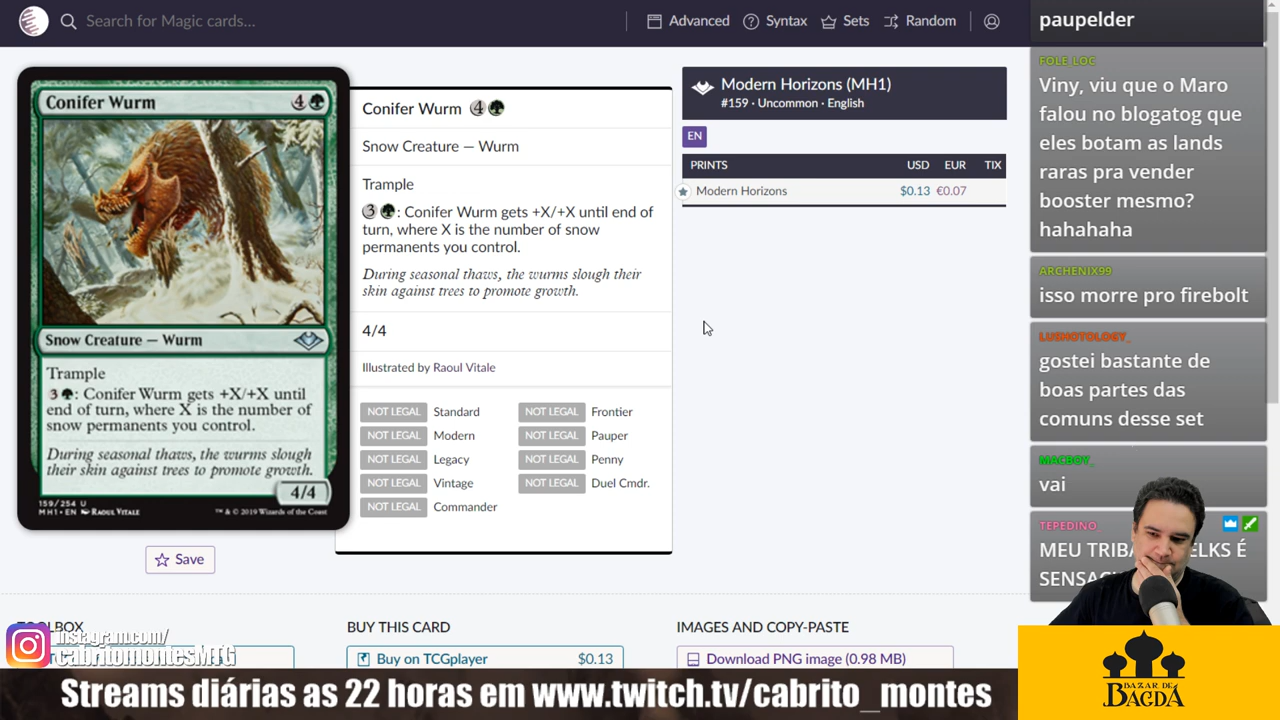 Search for Magic cards...
Advanced
Syntax
Sets
Random
Conifer Wurm 4
Snow Creature — Wurm
Trample
3 : Conifer Wurm gets +X/+X until
end of turn, where X is the number of
snow permanents you control.
During seasonal thaws, the wurms slough
their skin against trees to promote growth.
4/4
159/254 U
MH1 • EN Raoul Vitale
™ & © 2019 Wizards of the Coast
Save
Conifer Wurm 4
Snow Creature — Wurm
Trample
3 : Conifer Wurm gets +X/+X until end of
turn, where X is the number of snow
permanents you control.
During seasonal thaws, the wurms slough their
skin against trees to promote growth.
4/4
Illustrated by Raoul Vitale
NOT LEGAL Standard NOT LEGAL Frontier
NOT LEGAL Modern NOT LEGAL Pauper
NOT LEGAL Legacy NOT LEGAL Penny
NOT LEGAL Vintage NOT LEGAL Duel Cmdr.
NOT LEGAL Commander
Modern Horizons (MH1)
#159 · Uncommon · English
EN
PRINTS USD EUR TIX
Modern Horizons $0.13 €0.07
BUY THIS CARD
Buy on TCGplayer $0.13
IMAGES AND COPY-PASTE
Download PNG image (0.98 MB)
instagram.com/
cabritomontesMTG
Streams diárias as 22 horas em www.twitch.tv/cabrito_montes
paupelder
FOLE LOC
Viny, viu que o Maro
falou no blogatog que
eles botam as lands
raras pra vender
booster mesmo?
hahahaha
ARCHENIX99
isso morre pro firebolt
LUSHOTOLOGY_
gostei bastante de
boas partes das
comuns desse set
MACBOY_
vai
TEPEDINO
MEU TRIBA ELKS É
BAZAR DE
BAGDÁ